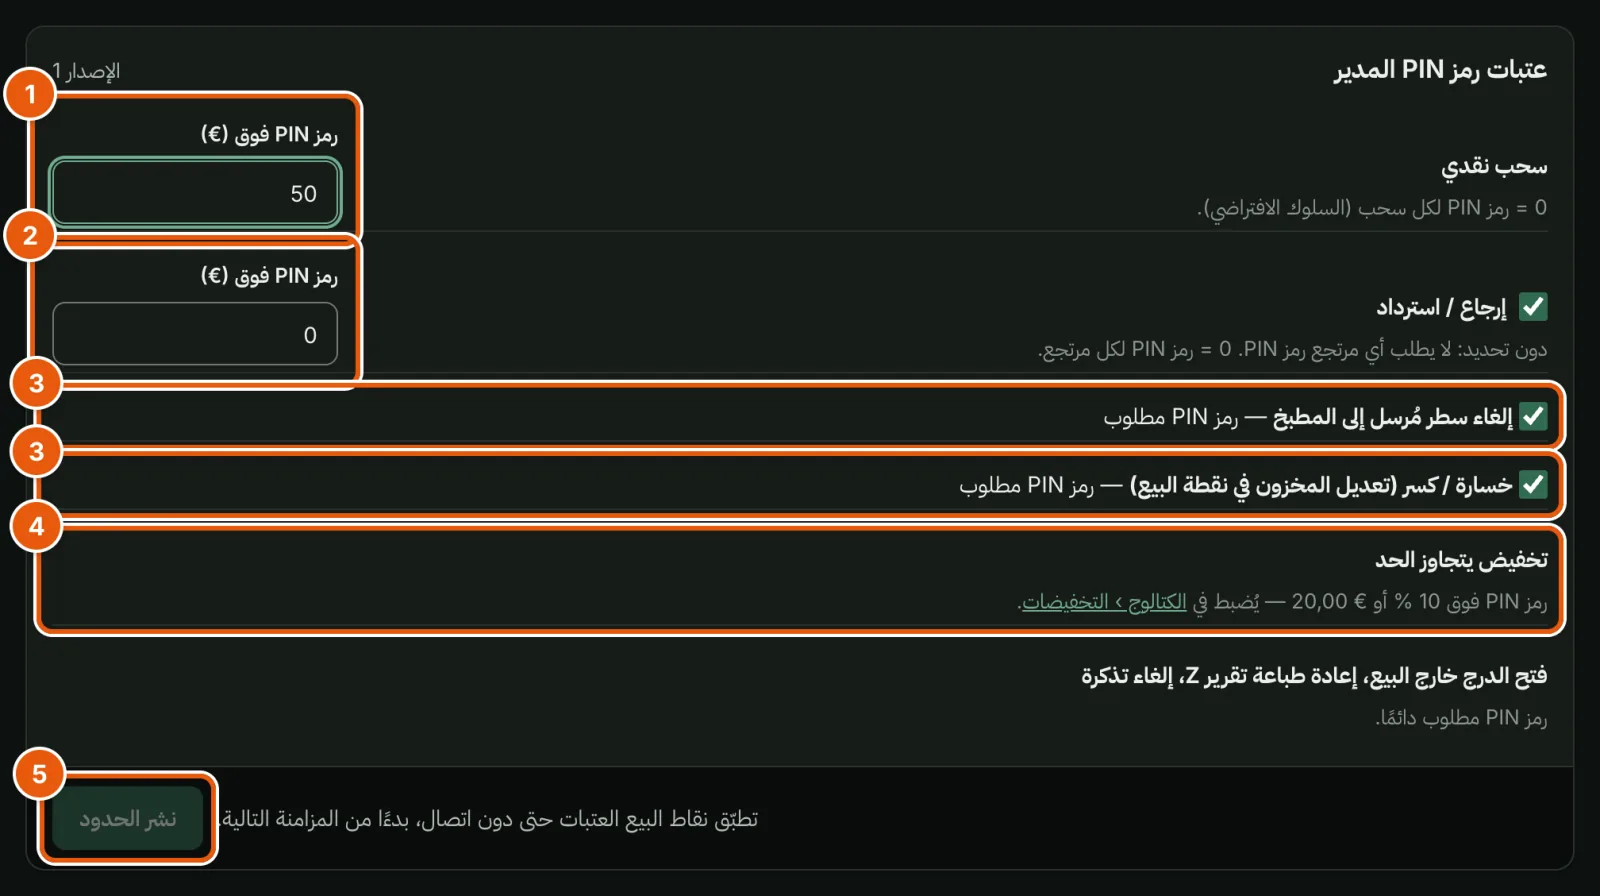 عتبات رمز PIN المدير
الإصدار 1
1
رمز PIN فوق (€)
سحب نقدي
50
0 = رمز PIN لكل سحب (السلوك الافتراضي).
2
رمز PIN فوق (€)
إرجاع / استرداد
0
دون تحديد: لا يطلب أي مرتجع رمز PIN. 0 = رمز PIN لكل مرتجع.
3
إلغاء سطر مُرسل إلى المطبخ — رمز PIN مطلوب
3
خسارة / كسر (تعديل المخزون في نقطة البيع) — رمز PIN مطلوب
4
تخفيض يتجاوز الحد
رمز PIN فوق 10 % أو € 20,00 — يُضبط في الكتالوج › التخفيضات.
فتح الدرج خارج البيع، إعادة طباعة تقرير Z، إلغاء تذكرة
رمز PIN مطلوب دائمًا.
5
تطبّق نقاط البيع العتبات حتى دون اتصال، بدءًا من المزامنة التالية.
نشر الحدود